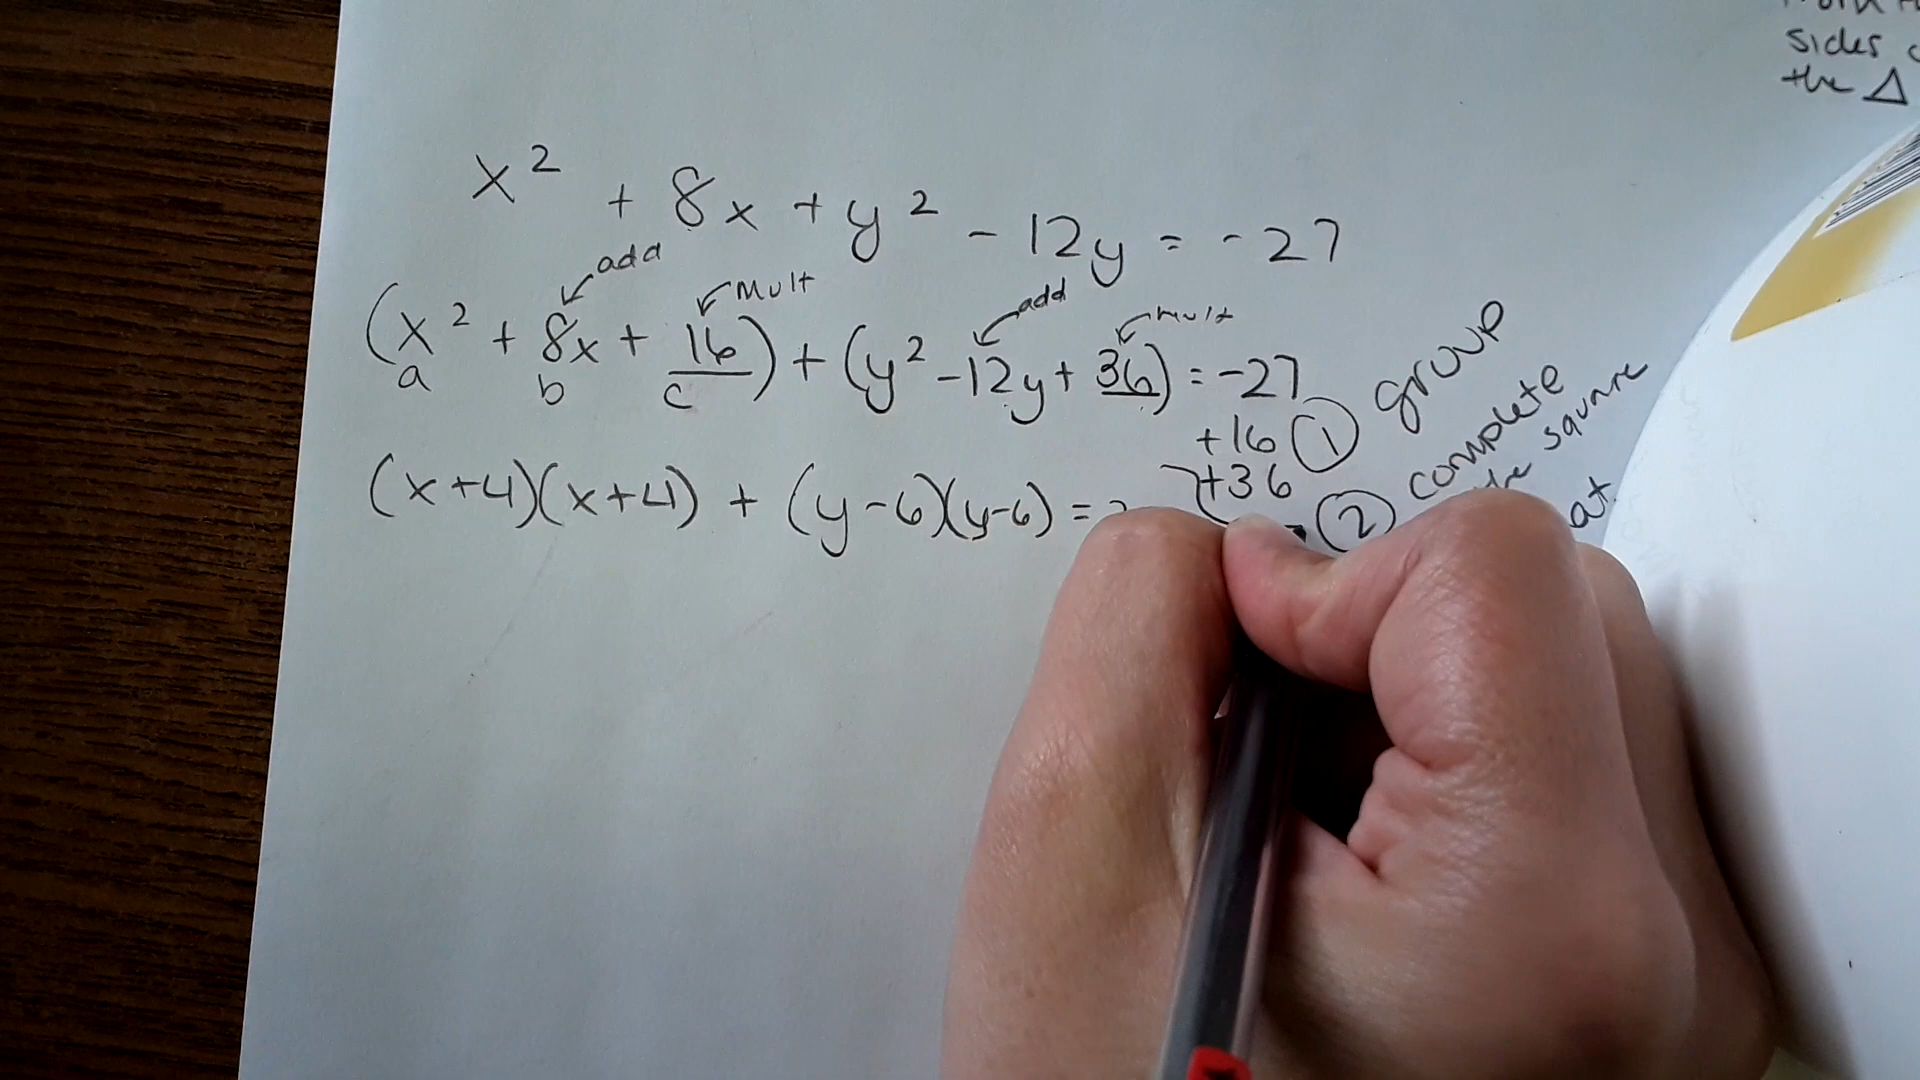 sides
the Δ
x² + 8x + y² - 12y = -27
add
mult
add
mult
(x² + 8x + 16) + (y² - 12y + 36) = -27
a b c
+16
+36
① group
② complete
square
(x+4)(x+4) + (y-6)(y-6) =